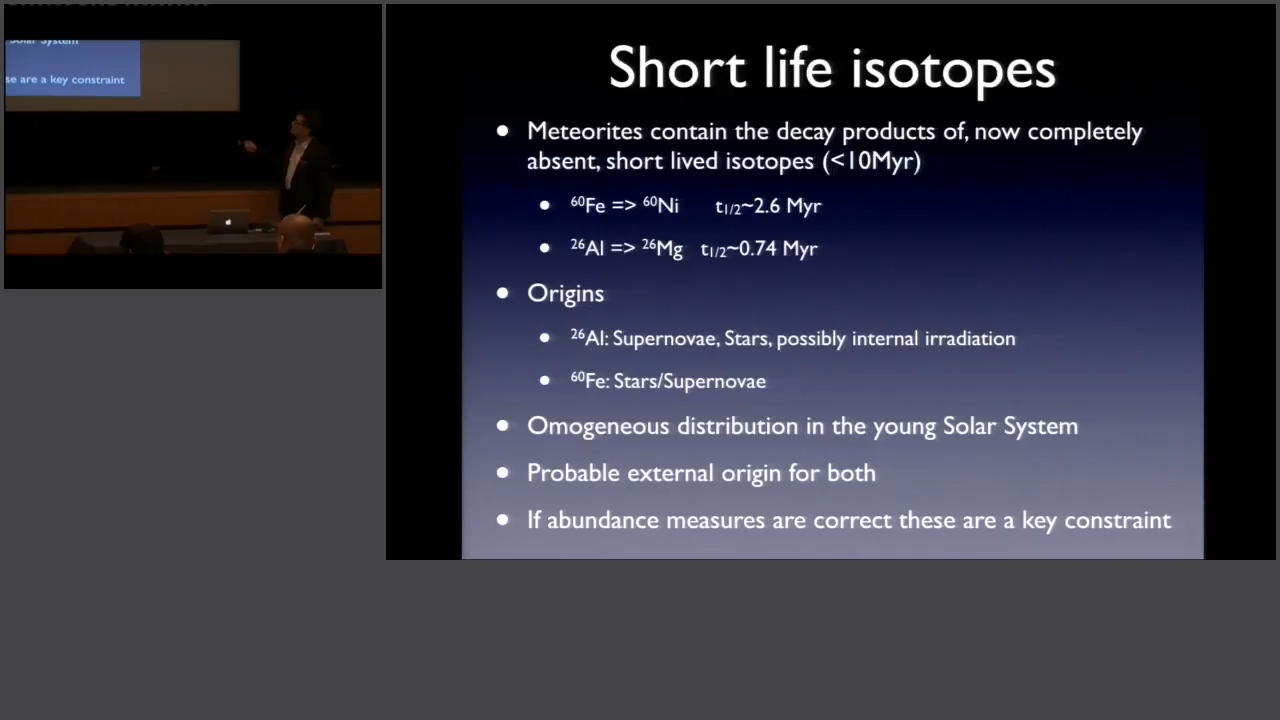 Solar System
se are a key constraint
Short life isotopes
• Meteorites contain the decay products of, now completely
absent, short lived isotopes (<10Myr)
• ⁶⁰Fe => ⁶⁰Ni t₁/₂~2.6 Myr
• ²⁶Al => ²⁶Mg t₁/₂~0.74 Myr
• Origins
• ²⁶Al: Supernovae, Stars, possibly internal irradiation
• ⁶⁰Fe: Stars/Supernovae
• Omogeneous distribution in the young Solar System
• Probable external origin for both
• If abundance measures are correct these are a key constraint